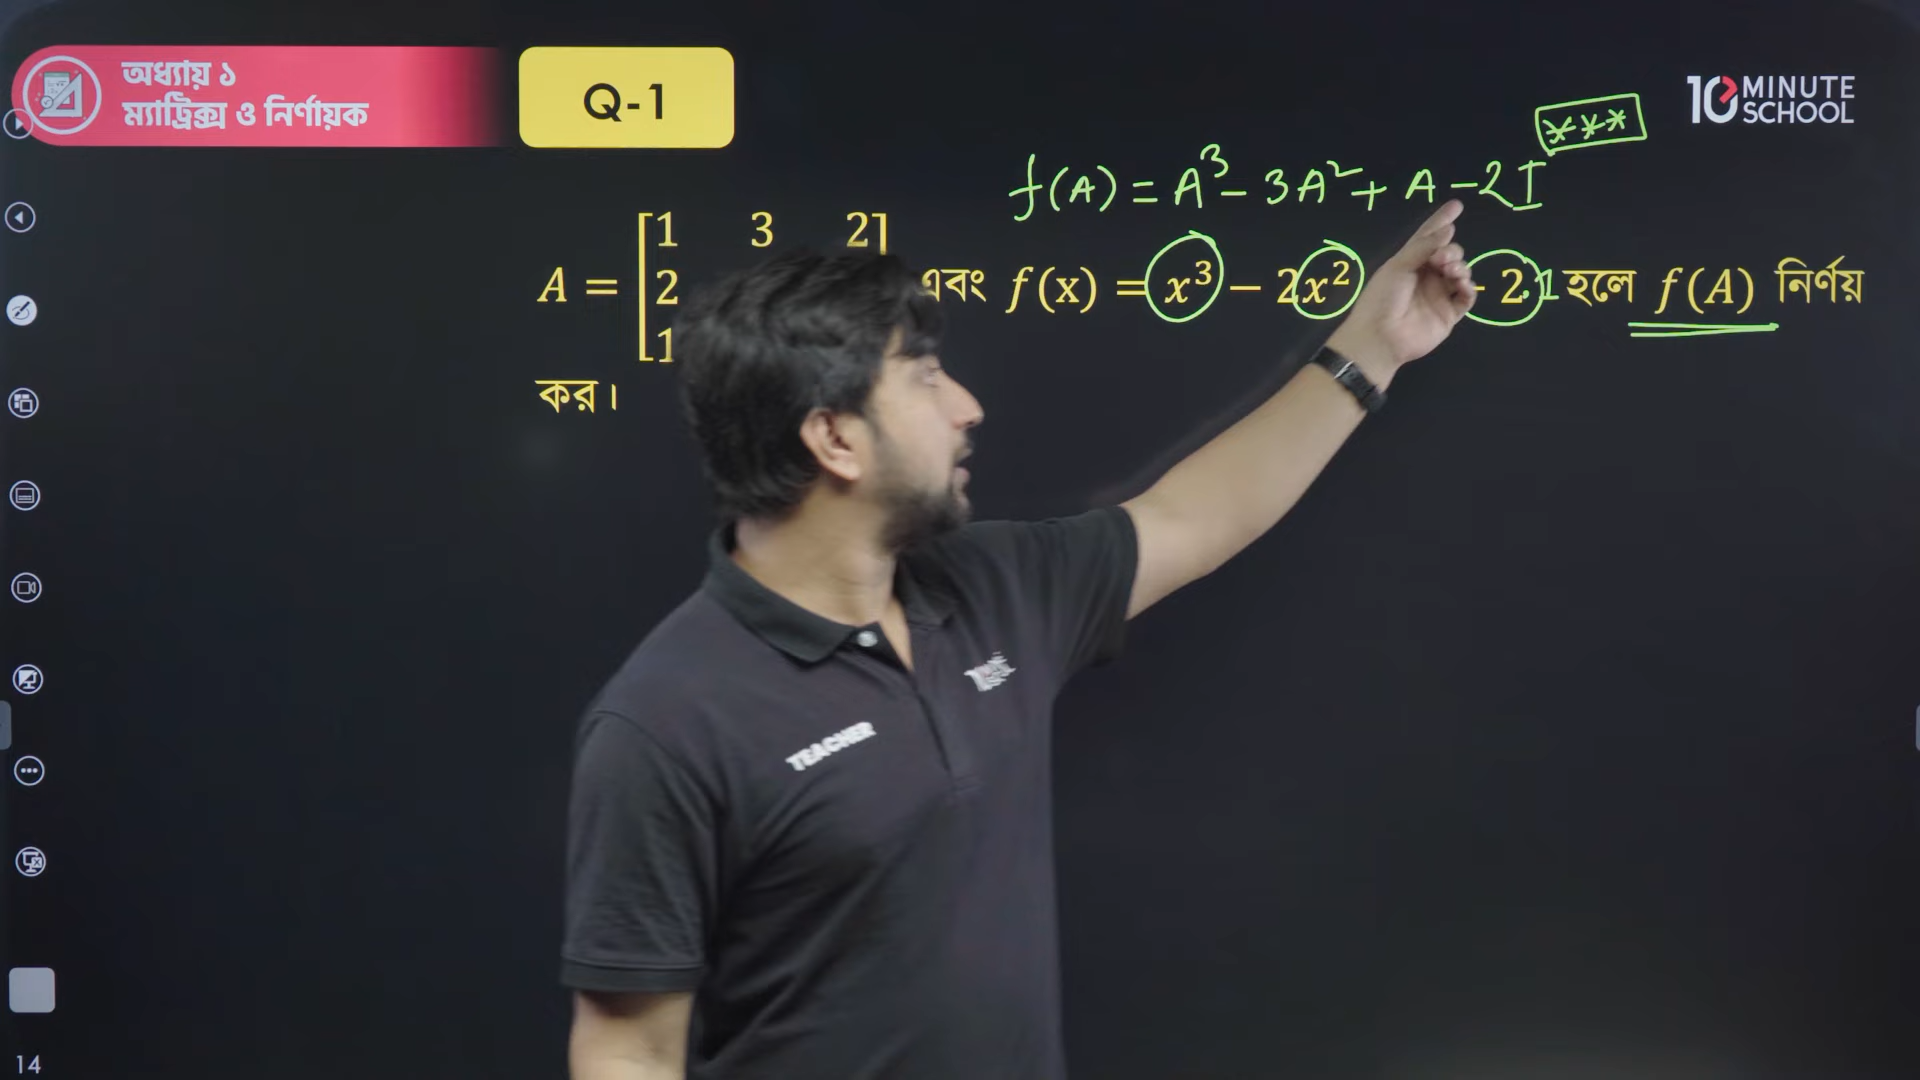 অধ্যায় ১
ম্যাট্রিক্স ও নির্ণায়ক
Q-1
10 MINUTE SCHOOL
***
f(A) = A³ - 3A² + A - 2I
A = [1 3 2]
[2
[1
এবং f(x) = x³ − 2x² - 2.1 হলে f(A) নির্ণয়
কর।
TEACHER
14